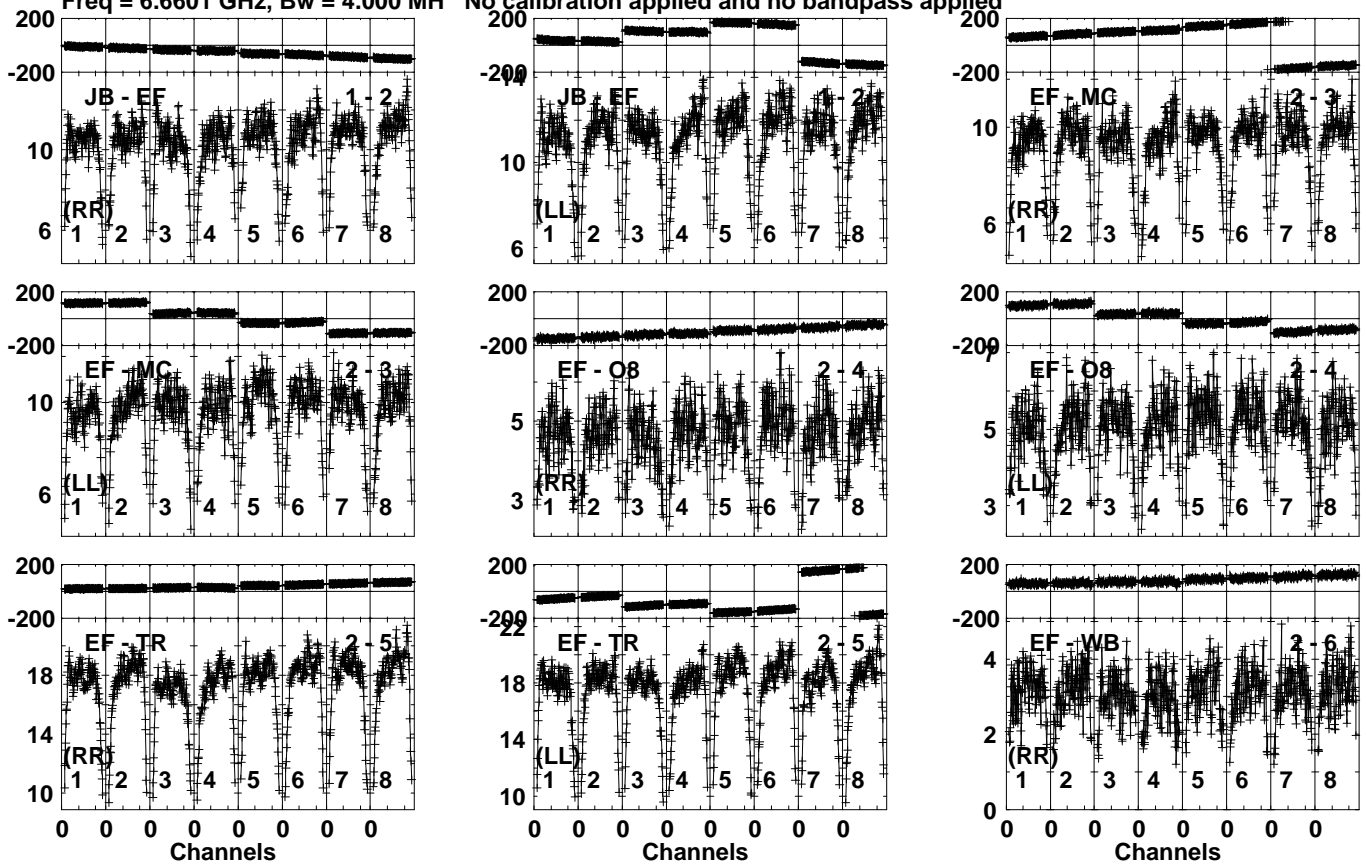 Freq = 6.6601 GHz, Bw = 4.000 MH No calibration applied and no bandpass applied
200
-200
JB - EF 1 - 2
10
(RR)
6
1 2 3 4 5 6 7 8
200
-200
14
JB - EF 1 - 2
10
(LL)
6
1 2 3 4 5 6 7 8
200
-200
EF - MC 2 - 3
10
(RR)
6
1 2 3 4 5 6 7 8
200
-200
EF - MC 2 - 3
10
6
(LL)
1 2 3 4 5 6 7 8
200
-200
EF - O8 2 - 4
5
(RR)
3
1 2 3 4 5 6 7 8
200
-200
7
EF - O8 2 - 4
5
(LL)
3
1 2 3 4 5 6 7 8
200
-200
EF - TR 2 - 5
18
14
(RR)
10
1 2 3 4 5 6 7 8
0 0 0 0 0 0 0 0
Channels
200
-200
22
EF - TR 2 - 5
18
14
(LL)
10
1 2 3 4 5 6 7 8
0 0 0 0 0 0 0 0
Channels
200
-200
EF - WB 2 - 6
4
2
(RR)
0
1 2 3 4 5 6 7 8
0 0 0 0 0 0 0 0
Channels